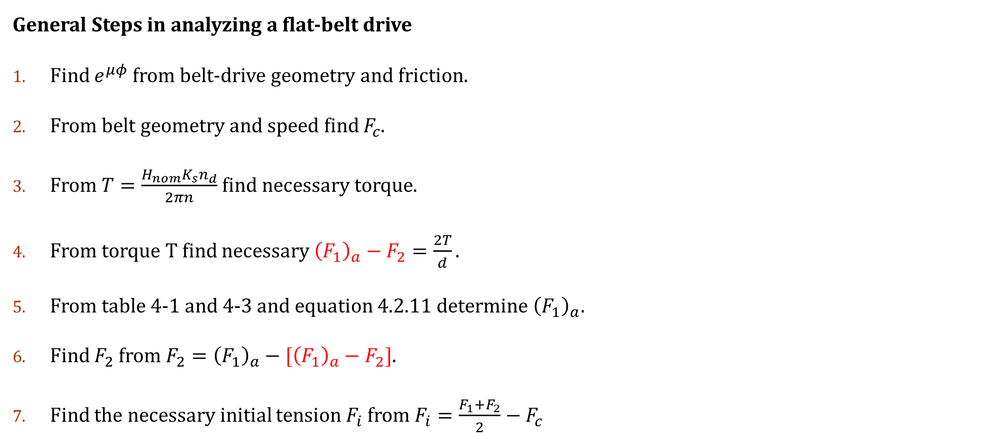 General Steps in analyzing a flat-belt drive
1. Find $e^{\mu\phi}$ from belt-drive geometry and friction.
2. From belt geometry and speed find $F_c$.
3. From $T = \frac{H_{nom}K_s n_d}{2\pi n}$ find necessary torque.
4. From torque T find necessary $(F_1)_a - F_2 = \frac{2T}{d}$.
5. From table 4-1 and 4-3 and equation 4.2.11 determine $(F_1)_a$.
6. Find $F_2$ from $F_2 = (F_1)_a - [(F_1)_a - F_2]$.
7. Find the necessary initial tension $F_i$ from $F_i = \frac{F_1+F_2}{2} - F_c$